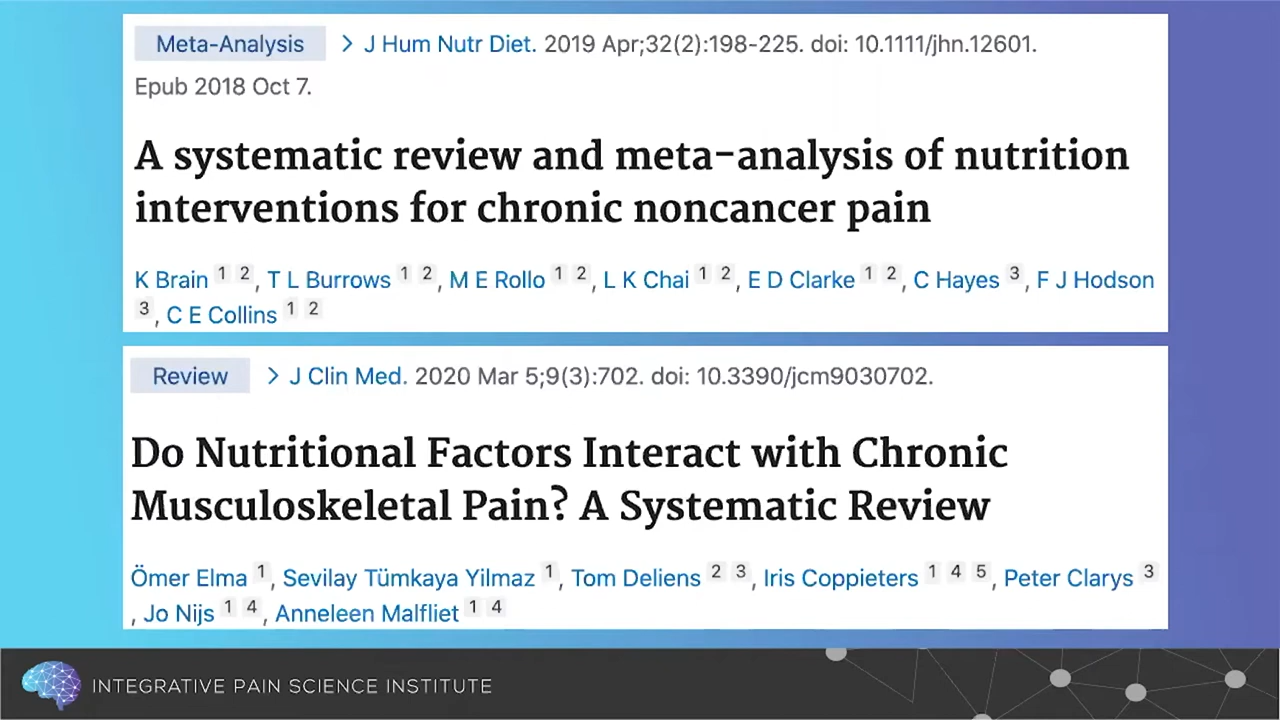 Meta-Analysis > J Hum Nutr Diet. 2019 Apr;32(2):198-225. doi: 10.1111/jhn.12601.
Epub 2018 Oct 7.
A systematic review and meta-analysis of nutrition
interventions for chronic noncancer pain
K Brain 1 2, T L Burrows 1 2, M E Rollo 1 2, L K Chai 1 2, E D Clarke 1 2, C Hayes 3, F J Hodson
3, C E Collins 1 2
Review > J Clin Med. 2020 Mar 5;9(3):702. doi: 10.3390/jcm9030702.
Do Nutritional Factors Interact with Chronic
Musculoskeletal Pain? A Systematic Review
Ömer Elma 1, Sevilay Tümkaya Yilmaz 1, Tom Deliens 2 3, Iris Coppieters 1 4 5, Peter Clarys 3
, Jo Nijs 1 4, Anneleen Malfliet 1 4
INTEGRATIVE PAIN SCIENCE INSTITUTE